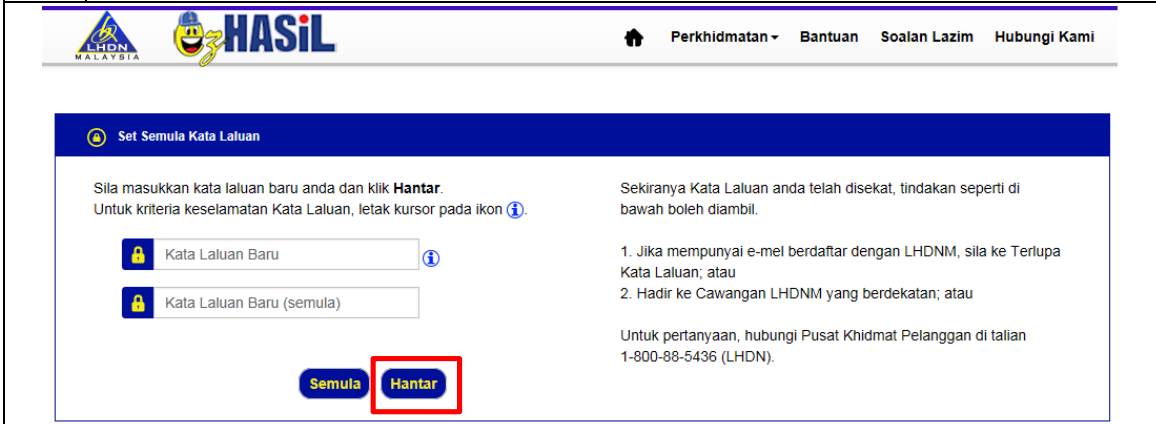 LHDN
MALAYSIA
ezHASiL
Perkhidmatan
Bantuan
Soalan Lazim
Hubungi Kami
Set Semula Kata Laluan
Sila masukkan kata laluan baru anda dan klik Hantar.
Untuk kriteria keselamatan Kata Laluan, letak kursor pada ikon i.
Kata Laluan Baru
i
Kata Laluan Baru (semula)
Semula
Hantar
Sekiranya Kata Laluan anda telah disekat, tindakan seperti di
bawah boleh diambil.
1. Jika mempunyai e-mel berdaftar dengan LHDNM, sila ke Terlupa
Kata Laluan; atau
2. Hadir ke Cawangan LHDNM yang berdekatan; atau
Untuk pertanyaan, hubungi Pusat Khidmat Pelanggan di talian
1-800-88-5436 (LHDN).